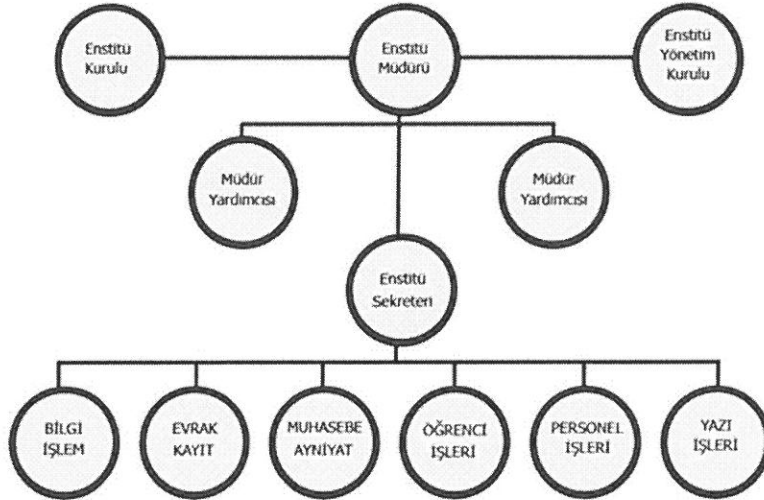 Enstitü
Kurulu
Enstitü
Müdürü
Enstitü
Yönetim
Kurulu
Müdür
Yardımcısı
Müdür
Yardımcısı
Enstitü
Sekreteri
BİLGİ
İŞLEM
EVRAK
KAYIT
MUHASEBE
AYNİYAT
ÖĞRENCİ
İŞLERİ
PERSONEL
İŞLERİ
YAZI
İŞLERİ